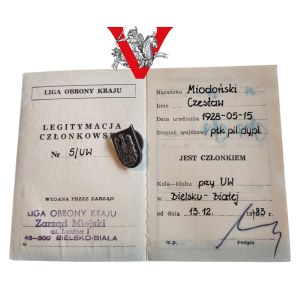 LIGA OBRONY KRAJU
LEGITYMACJA
CZŁONKOWSKA
Nr 5/UW
WYDANA PRZEZ ZARZĄD
LIGA OBRONY KRAJU
Zarząd Miejski
43-300 BIELSKO-BIAŁA
Nazwisko Miodoński
Imię Czesław
Data urodzenia 1928-05-15
Stopień wojskowy płk pil. dypl.
JEST CZŁONKIEM
Koła-klubu przy UW
Bielsku-Białej
od dnia 13.12. 1983 r.
m.p. Podpis